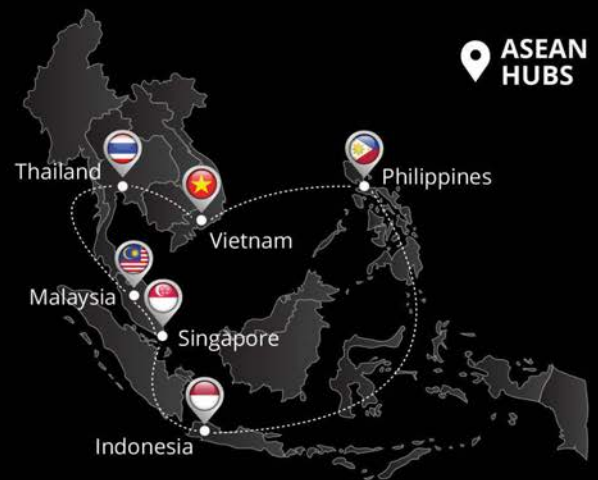 ASEAN
HUBS
Thailand
Philippines
Vietnam
Malaysia
Singapore
Indonesia